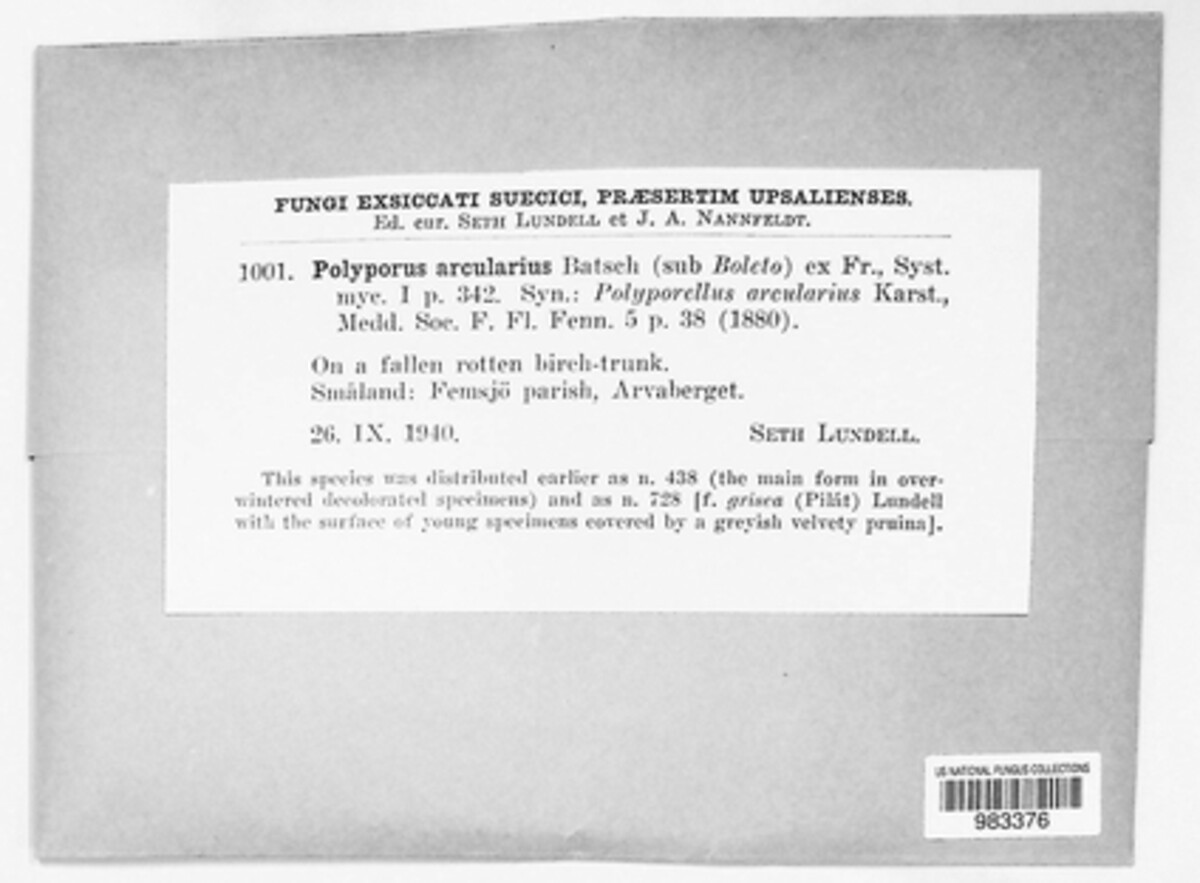 FUNGI EXSICCATI SUECICI, PRÆSERTIM UPSALIENSES.
Ed. cur. SETH LUNDELL et J. A. NANNFELDT.
1001. Polyporus arcularius Batsch (sub Boleto) ex Fr., Syst.
myc. I p. 342. Syn.: Polyporellus arcularius Karst.,
Medd. Soc. F. Fl. Fenn. 5 p. 38 (1880).
On a fallen rotten birch-trunk.
Småland: Femsjö parish, Arvaberget.
26. IX. 1940. SETH LUNDELL.
This species was distributed earlier as n. 438 (the main form in over-
wintered decolorated specimens) and as n. 728 [f. grisea (Pilát) Lundell
with the surface of young specimens covered by a greyish velvety pruina].
US NATIONAL FUNGUS COLLECTIONS
983376